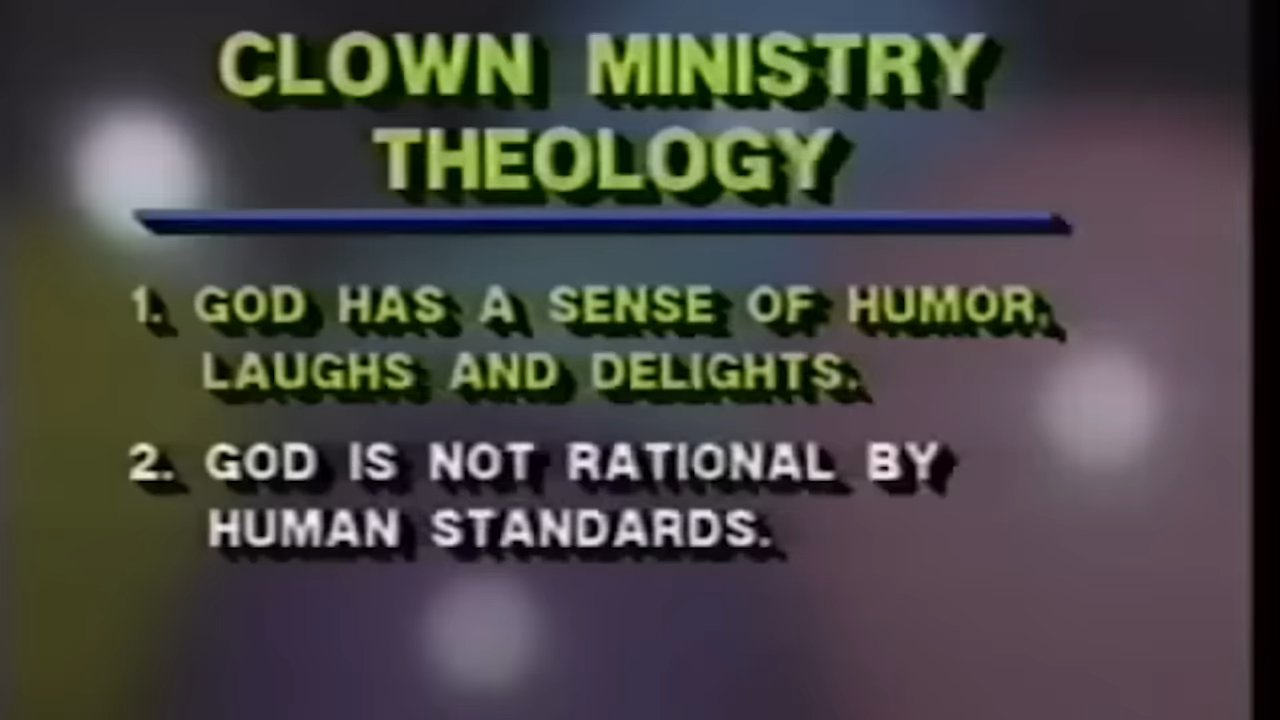 CLOWN MINISTRY
THEOLOGY
1. GOD HAS A SENSE OF HUMOR,
LAUGHS AND DELIGHTS.
2. GOD IS NOT RATIONAL BY
HUMAN STANDARDS.